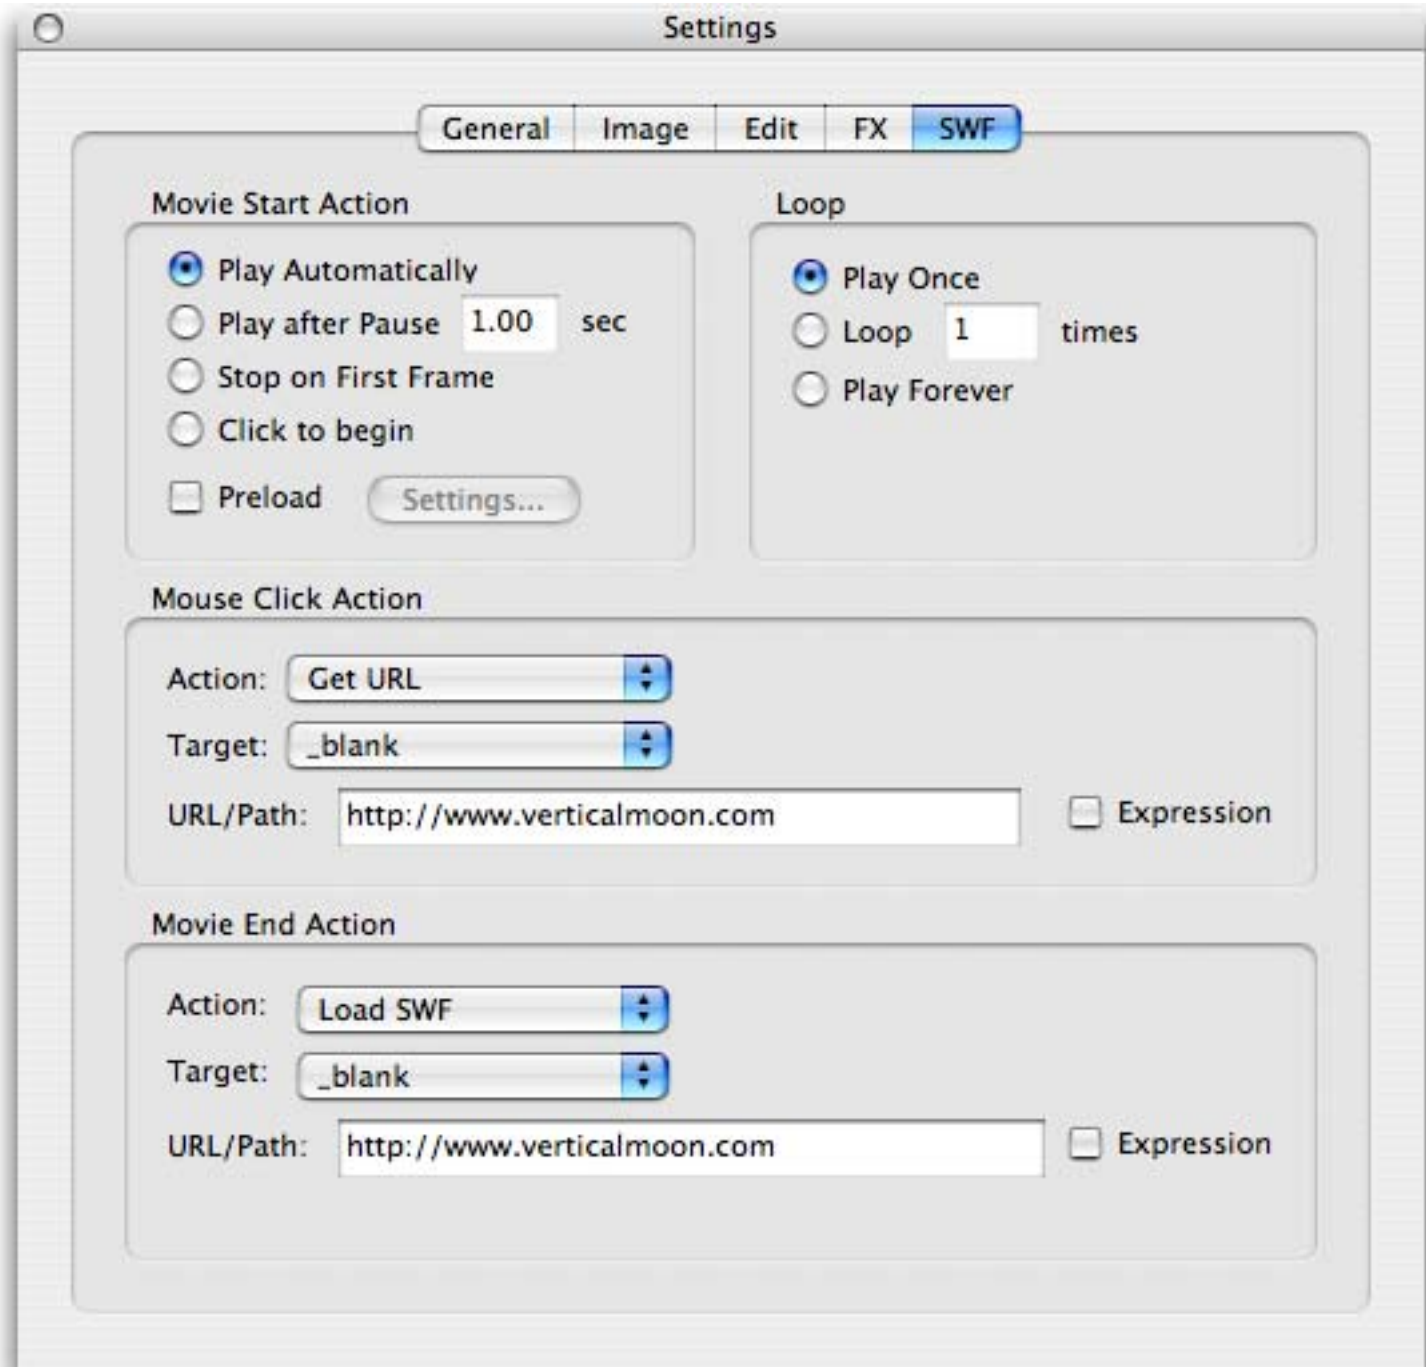 Settings
General Image Edit FX SWF
Movie Start Action
Play Automatically
Play after Pause 1.00 sec
Stop on First Frame
Click to begin
Preload Settings...
Loop
Play Once
Loop 1 times
Play Forever
Mouse Click Action
Action: Get URL
Target: _blank
URL/Path: http://www.verticalmoon.com Expression
Movie End Action
Action: Load SWF
Target: _blank
URL/Path: http://www.verticalmoon.com Expression